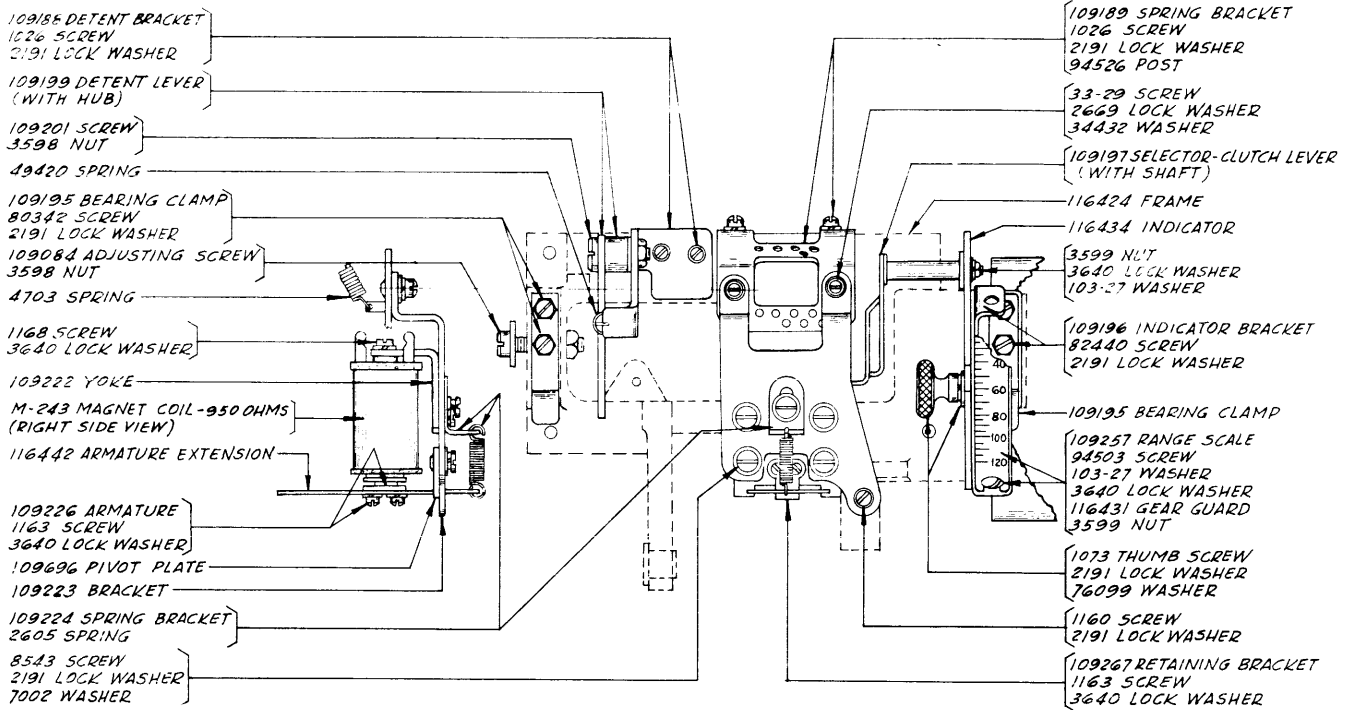 109188 DETENT BRACKET
1026 SCREW
2191 LOCK WASHER
109199 DETENT LEVER
(WITH HUB)
109201 SCREW
3598 NUT
49420 SPRING
109195 BEARING CLAMP
80342 SCREW
2191 LOCK WASHER
109084 ADJUSTING SCREW
3598 NUT
4703 SPRING
1168 SCREW
3640 LOCK WASHER
109222 YOKE
M-243 MAGNET COIL-950 OHMS
(RIGHT SIDE VIEW)
116442 ARMATURE EXTENSION
109226 ARMATURE
1163 SCREW
3640 LOCK WASHER
109696 PIVOT PLATE
109223 BRACKET
109224 SPRING BRACKET
2605 SPRING
8543 SCREW
2191 LOCK WASHER
7002 WASHER
109189 SPRING BRACKET
1026 SCREW
2191 LOCK WASHER
94526 POST
33-29 SCREW
2669 LOCK WASHER
34432 WASHER
109197 SELECTOR-CLUTCH LEVER
(WITH SHAFT)
116424 FRAME
116434 INDICATOR
3599 NUT
3640 LOCK WASHER
103-27 WASHER
109196 INDICATOR BRACKET
82440 SCREW
2191 LOCK WASHER
40
60
80
100
120
109195 BEARING CLAMP
109257 RANGE SCALE
94503 SCREW
103-27 WASHER
3640 LOCK WASHER
116431 GEAR GUARD
3599 NUT
1073 THUMB SCREW
2191 LOCK WASHER
76099 WASHER
1160 SCREW
2191 LOCK WASHER
109267 RETAINING BRACKET
1163 SCREW
3640 LOCK WASHER